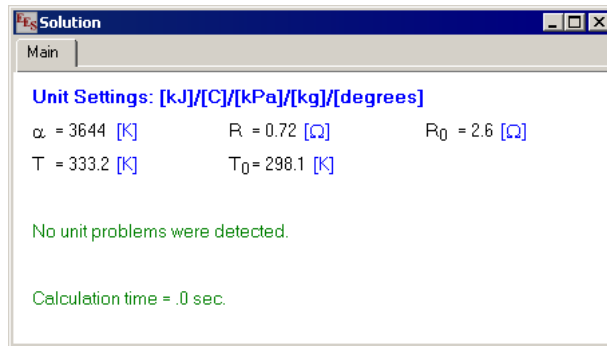 EES Solution
Main
Unit Settings: [kJ]/[C]/[kPa]/[kg]/[degrees]
α = 3644 [K] R = 0.72 [Ω] R0 = 2.6 [Ω]
T = 333.2 [K] T0 = 298.1 [K]
No unit problems were detected.
Calculation time = .0 sec.